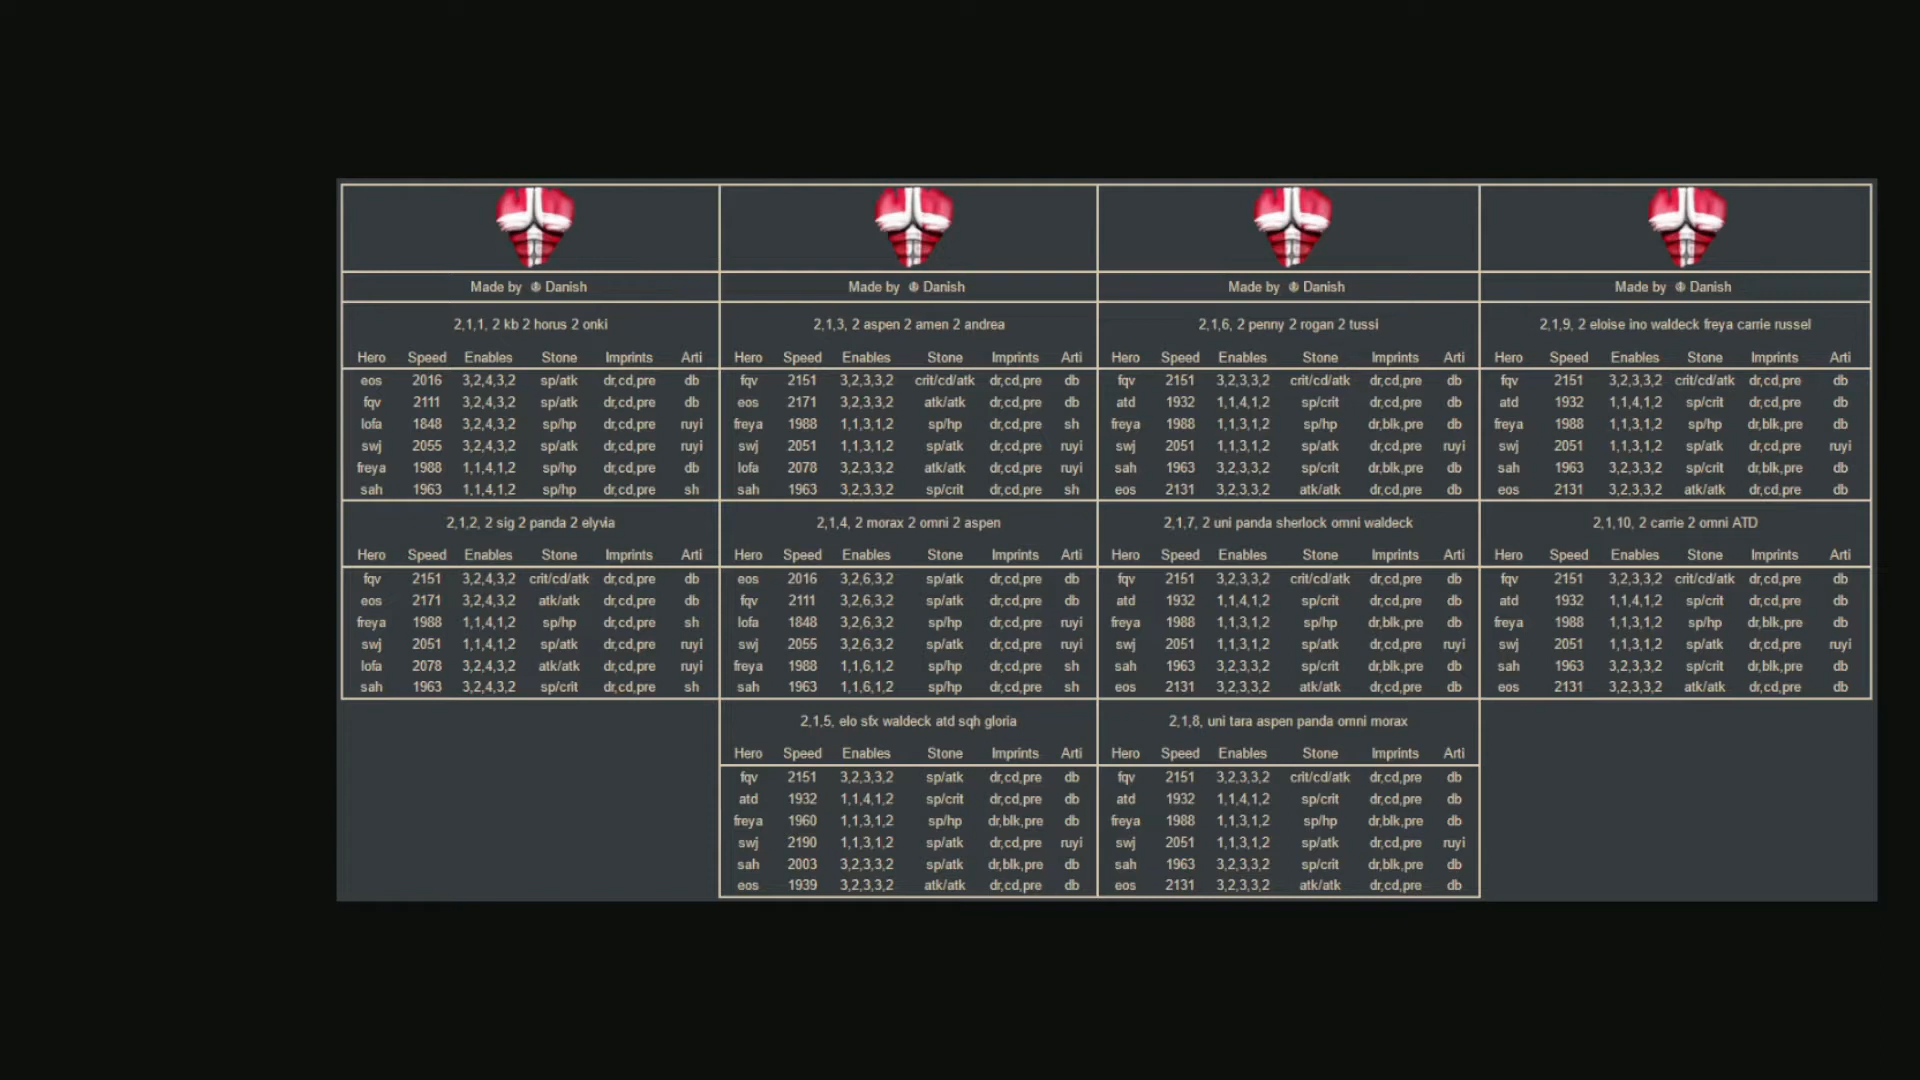 Made by Danish
2,1,1, 2 kb 2 horus 2 onki
Hero Speed Enables Stone Imprints Arti
eos 2016 3,2,4,3,2 sp/atk dr,cd,pre db
fqv 2111 3,2,4,3,2 sp/atk dr,cd,pre db
lofa 1848 3,2,4,3,2 sp/hp dr,cd,pre ruyi
swj 2055 3,2,4,3,2 sp/atk dr,cd,pre ruyi
freya 1988 1,1,4,1,2 sp/hp dr,cd,pre db
sah 1963 1,1,4,1,2 sp/hp dr,cd,pre sh
2,1,2, 2 sig 2 panda 2 elyvia
Hero Speed Enables Stone Imprints Arti
fqv 2151 3,2,4,3,2 crit/cd/atk dr,cd,pre db
eos 2171 3,2,4,3,2 atk/atk dr,cd,pre db
freya 1988 1,1,4,1,2 sp/hp dr,cd,pre sh
swj 2051 1,1,4,1,2 sp/atk dr,cd,pre ruyi
lofa 2078 3,2,4,3,2 atk/atk dr,cd,pre ruyi
sah 1963 3,2,4,3,2 sp/crit dr,cd,pre sh
Made by Danish
2,1,3, 2 aspen 2 amen 2 andrea
Hero Speed Enables Stone Imprints Arti
fqv 2151 3,2,3,3,2 crit/cd/atk dr,cd,pre db
eos 2171 3,2,3,3,2 atk/atk dr,cd,pre db
freya 1988 1,1,3,1,2 sp/hp dr,cd,pre sh
swj 2051 1,1,3,1,2 sp/atk dr,cd,pre ruyi
lofa 2078 3,2,3,3,2 atk/atk dr,cd,pre ruyi
sah 1963 3,2,3,3,2 sp/crit dr,cd,pre sh
2,1,4, 2 morax 2 omni 2 aspen
Hero Speed Enables Stone Imprints Arti
eos 2016 3,2,6,3,2 sp/atk dr,cd,pre db
fqv 2111 3,2,6,3,2 sp/atk dr,cd,pre db
lofa 1848 3,2,6,3,2 sp/hp dr,cd,pre ruyi
swj 2055 3,2,6,3,2 sp/atk dr,cd,pre ruyi
freya 1988 1,1,6,1,2 sp/hp dr,cd,pre sh
sah 1963 1,1,6,1,2 sp/hp dr,cd,pre sh
2,1,5, elo sfx waldeck atd sqh gloria
Hero Speed Enables Stone Imprints Arti
fqv 2151 3,2,3,3,2 sp/atk dr,cd,pre db
atd 1932 1,1,4,1,2 sp/crit dr,cd,pre db
freya 1960 1,1,3,1,2 sp/hp dr,blk,pre db
swj 2190 1,1,3,1,2 sp/atk dr,cd,pre ruyi
sah 2003 3,2,3,3,2 sp/atk dr,blk,pre db
eos 1939 3,2,3,3,2 atk/atk dr,cd,pre db
Made by Danish
2,1,6, 2 penny 2 rogan 2 tussi
Hero Speed Enables Stone Imprints Arti
fqv 2151 3,2,3,3,2 crit/cd/atk dr,cd,pre db
atd 1932 1,1,4,1,2 sp/crit dr,cd,pre db
freya 1988 1,1,3,1,2 sp/hp dr,blk,pre db
swj 2051 1,1,3,1,2 sp/atk dr,cd,pre ruyi
sah 1963 3,2,3,3,2 sp/crit dr,blk,pre db
eos 2131 3,2,3,3,2 atk/atk dr,cd,pre db
2,1,7, 2 uni panda sherlock omni waldeck
Hero Speed Enables Stone Imprints Arti
fqv 2151 3,2,3,3,2 crit/cd/atk dr,cd,pre db
atd 1932 1,1,4,1,2 sp/crit dr,cd,pre db
freya 1988 1,1,3,1,2 sp/hp dr,blk,pre db
swj 2051 1,1,3,1,2 sp/atk dr,cd,pre ruyi
sah 1963 3,2,3,3,2 sp/crit dr,blk,pre db
eos 2131 3,2,3,3,2 atk/atk dr,cd,pre db
2,1,8, uni tara aspen panda omni morax
Hero Speed Enables Stone Imprints Arti
fqv 2151 3,2,3,3,2 crit/cd/atk dr,cd,pre db
atd 1932 1,1,4,1,2 sp/crit dr,cd,pre db
freya 1988 1,1,3,1,2 sp/hp dr,blk,pre db
swj 2051 1,1,3,1,2 sp/atk dr,cd,pre ruyi
sah 1963 3,2,3,3,2 sp/crit dr,blk,pre db
eos 2131 3,2,3,3,2 atk/atk dr,cd,pre db
Made by Danish
2,1,9, 2 eloise ino waldeck freya carrie russel
Hero Speed Enables Stone Imprints Arti
fqv 2151 3,2,3,3,2 crit/cd/atk dr,cd,pre db
atd 1932 1,1,4,1,2 sp/crit dr,cd,pre db
freya 1988 1,1,3,1,2 sp/hp dr,blk,pre db
swj 2051 1,1,3,1,2 sp/atk dr,cd,pre ruyi
sah 1963 3,2,3,3,2 sp/crit dr,blk,pre db
eos 2131 3,2,3,3,2 atk/atk dr,cd,pre db
2,1,10, 2 carrie 2 omni ATD
Hero Speed Enables Stone Imprints Arti
fqv 2151 3,2,3,3,2 crit/cd/atk dr,cd,pre db
atd 1932 1,1,4,1,2 sp/crit dr,cd,pre db
freya 1988 1,1,3,1,2 sp/hp dr,blk,pre db
swj 2051 1,1,3,1,2 sp/atk dr,cd,pre ruyi
sah 1963 3,2,3,3,2 sp/crit dr,blk,pre db
eos 2131 3,2,3,3,2 atk/atk dr,cd,pre db